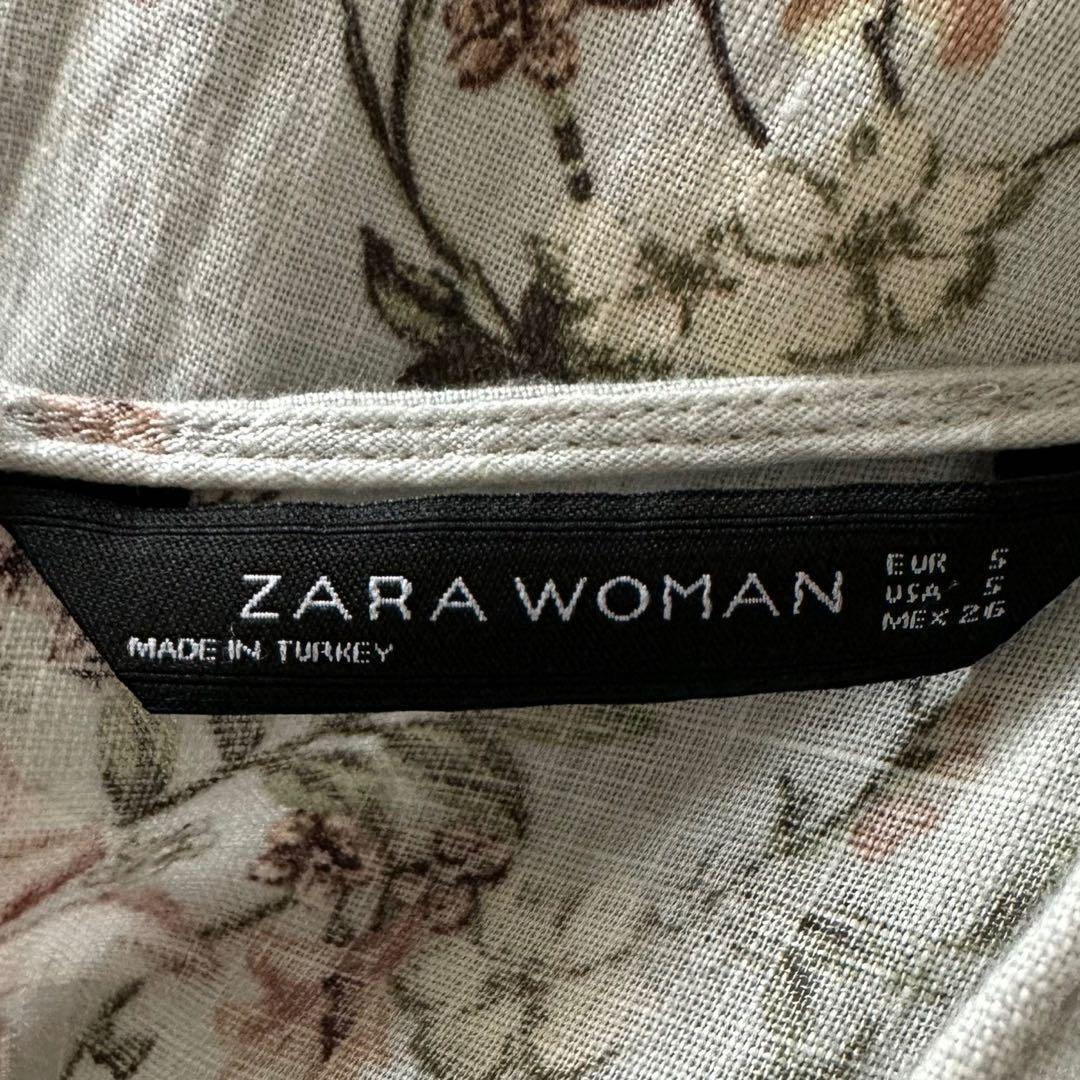 ZARA WOMAN
MADE IN TURKEY
EUR S
USA S
MEX 26